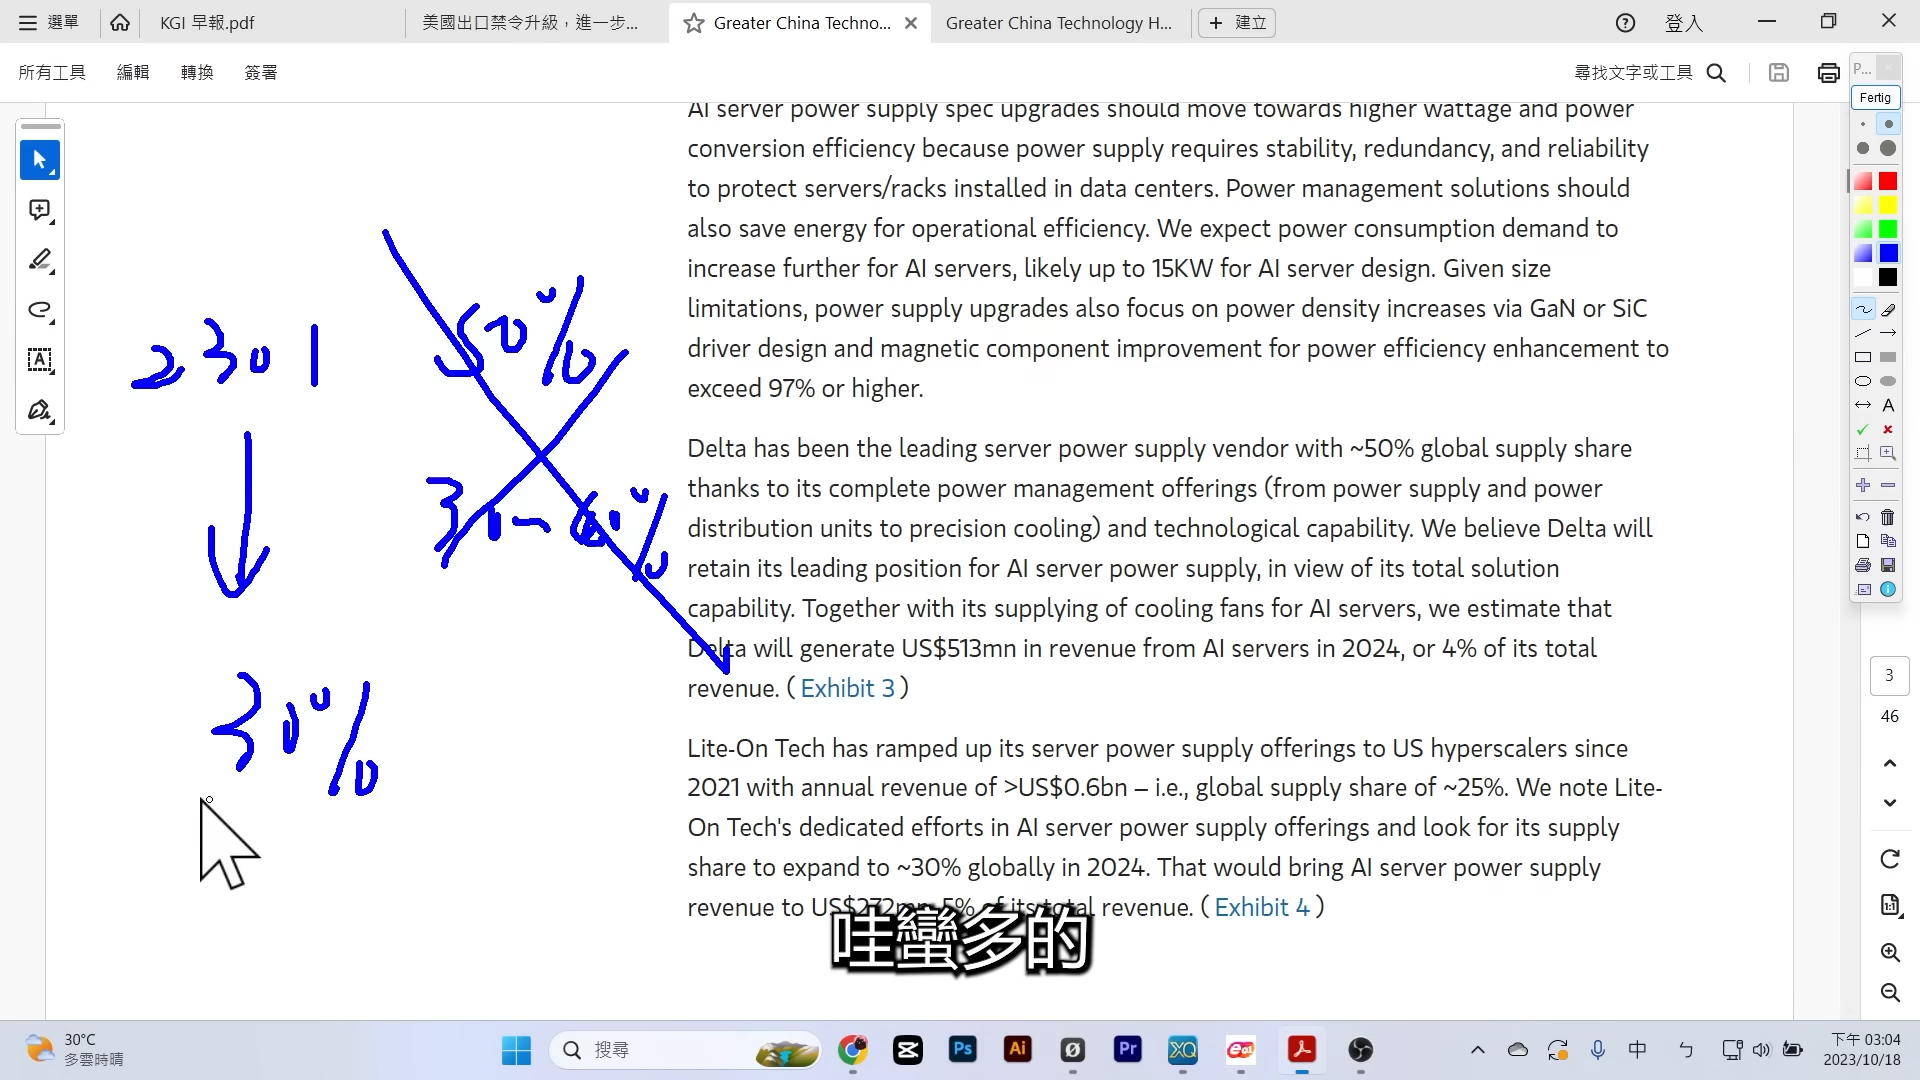 選單
KGI 早報.pdf
美國出口禁令升級，進一步...
Greater China Techno...
Greater China Technology H...
建立
登入
所有工具
編輯
轉換
簽署
尋找文字或工具
P...
Fertig
AI server power supply spec upgrades should move towards higher wattage and power
conversion efficiency because power supply requires stability, redundancy, and reliability
to protect servers/racks installed in data centers. Power management solutions should
also save energy for operational efficiency. We expect power consumption demand to
increase further for AI servers, likely up to 15KW for AI server design. Given size
limitations, power supply upgrades also focus on power density increases via GaN or SiC
driver design and magnetic component improvement for power efficiency enhancement to
exceed 97% or higher.
Delta has been the leading server power supply vendor with ~50% global supply share
thanks to its complete power management offerings (from power supply and power
distribution units to precision cooling) and technological capability. We believe Delta will
retain its leading position for AI server power supply, in view of its total solution
capability. Together with its supplying of cooling fans for AI servers, we estimate that
Delta will generate US$513mn in revenue from AI servers in 2024, or 4% of its total
revenue. (Exhibit 3)
Lite-On Tech has ramped up its server power supply offerings to US hyperscalers since
2021 with annual revenue of >US$0.6bn – i.e., global supply share of ~25%. We note Lite-
On Tech's dedicated efforts in AI server power supply offerings and look for its supply
share to expand to ~30% globally in 2024. That would bring AI server power supply
revenue to US$272mn, 5% of its total revenue. (Exhibit 4)
2301
50%
30%
哇蠻多的
3
46
30°C
多雲時晴
搜尋
Ps
Ai
Pr
XQ
中
ㄅ
下午 03:04
2023/10/18